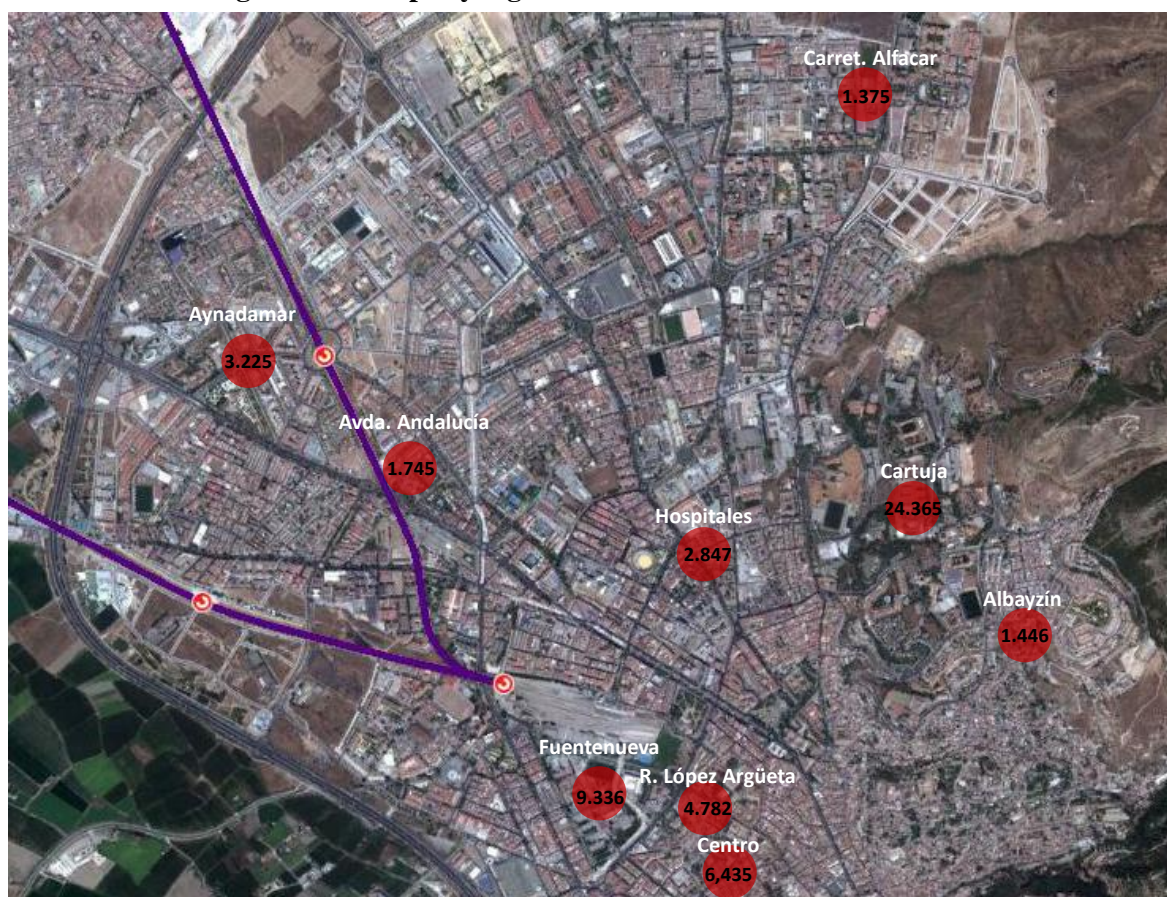 Carret. Alfacar
1.375
Aynadamar
3.225
Avda. Andalucía
1.745
Cartuja
24.365
Hospitales
2.847
Albayzín
1.446
Fuentenueva
9.336
R. López Argüeta
4.782
Centro
6,435